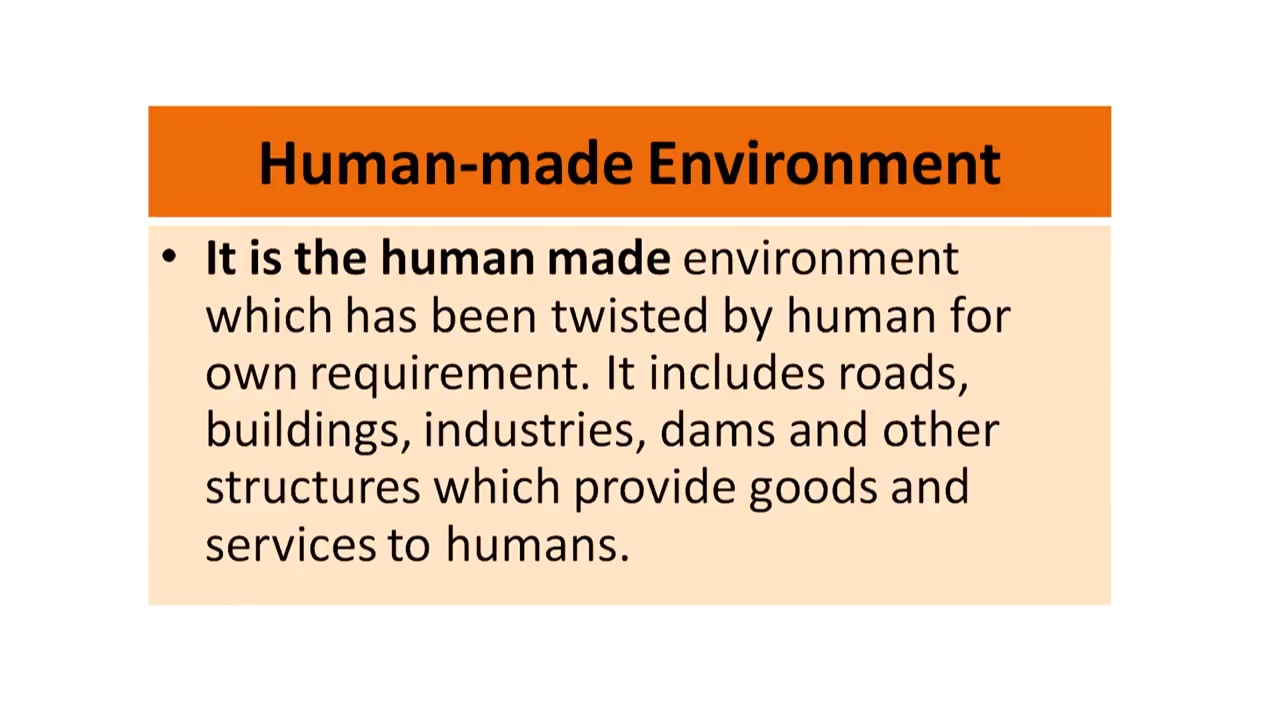 Human-made Environment
• It is the human made environment
which has been twisted by human for
own requirement. It includes roads,
buildings, industries, dams and other
structures which provide goods and
services to humans.